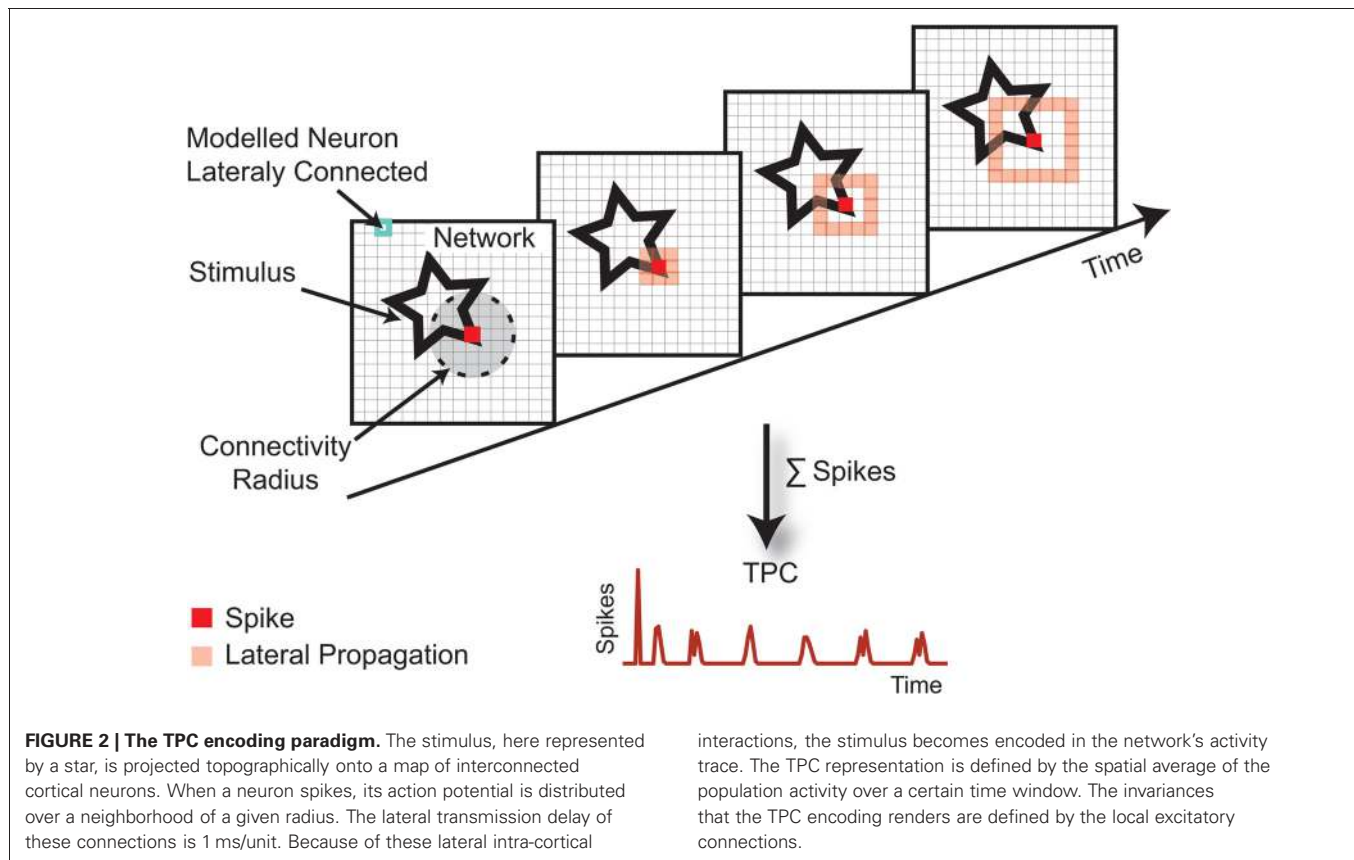 Modelled Neuron
Lateraly Connected
Network
Stimulus
Connectivity
Radius
Time
∑ Spikes
TPC
Spikes
Time
Spike
Lateral Propagation
FIGURE 2 | The TPC encoding paradigm. The stimulus, here represented
by a star, is projected topographically onto a map of interconnected
cortical neurons. When a neuron spikes, its action potential is distributed
over a neighborhood of a given radius. The lateral transmission delay of
these connections is 1 ms/unit. Because of these lateral intra-cortical
interactions, the stimulus becomes encoded in the network's activity
trace. The TPC representation is defined by the spatial average of the
population activity over a certain time window. The invariances
that the TPC encoding renders are defined by the local excitatory
connections.